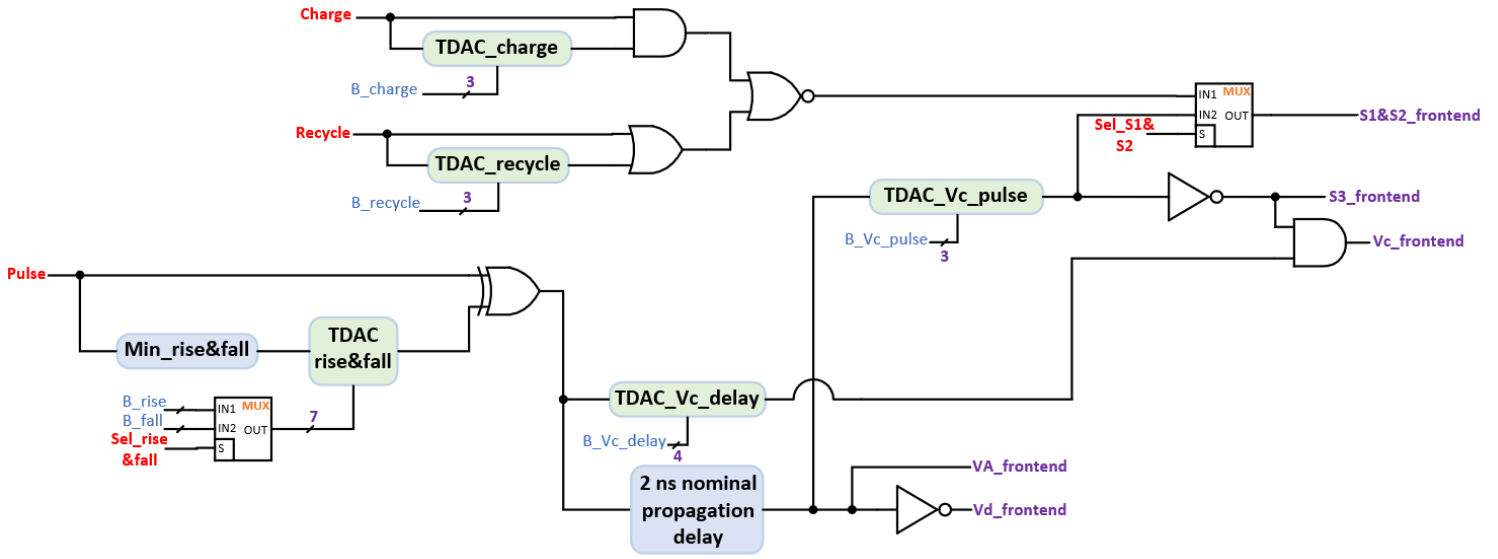 Charge
TDAC_charge
B_charge
3
Recycle
TDAC_recycle
B_recycle
3
IN1 MUX
IN2 OUT
S
Sel_S1&
S2
S1&S2_frontend
TDAC_Vc_pulse
B_Vc_pulse
3
S3_frontend
Vc_frontend
Pulse
Min_rise&fall
TDAC
rise&fall
B_rise
B_fall
Sel_rise
&fall
IN1 MUX
IN2 OUT
S
7
TDAC_Vc_delay
B_Vc_delay
4
2 ns nominal
propagation
delay
VA_frontend
Vd_frontend